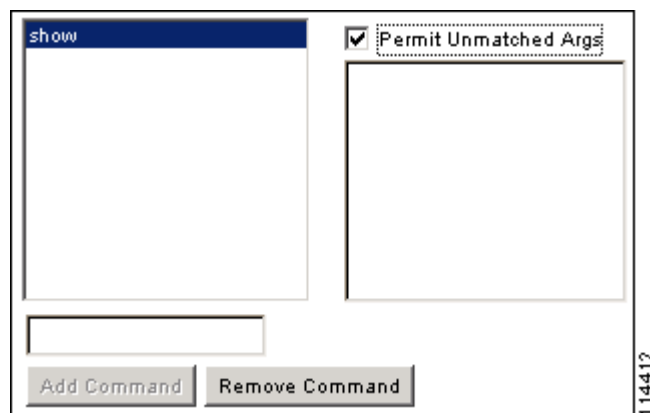 show
Permit Unmatched Args
Add Command
Remove Command
114412